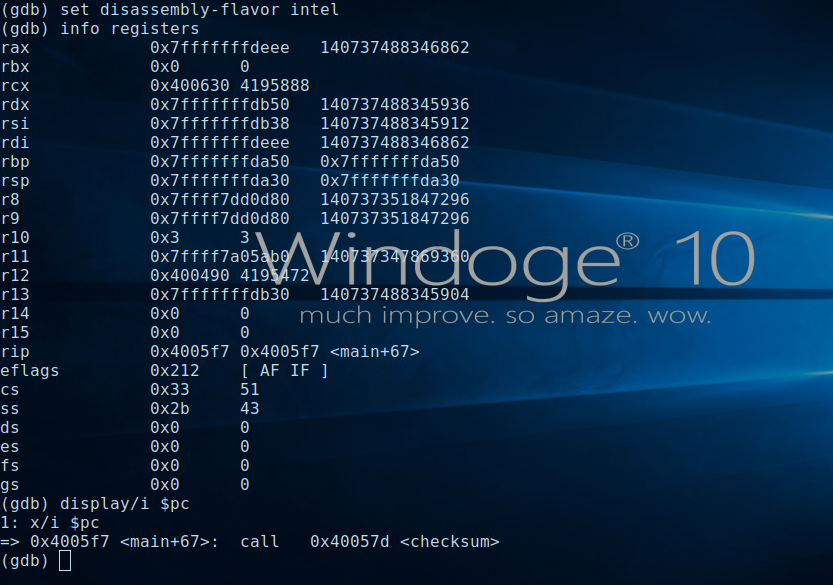 (gdb) set disassembly-flavor intel
(gdb) info registers
rax 0x7fffffffdeee 140737488346862
rbx 0x0 0
rcx 0x400630 4195888
rdx 0x7fffffffdb50 140737488345936
rsi 0x7fffffffdb38 140737488345912
rdi 0x7fffffffdeee 140737488346862
rbp 0x7fffffffda50 0x7fffffffda50
rsp 0x7fffffffda30 0x7fffffffda30
r8 0x7ffff7dd0d80 140737351847296
r9 0x7ffff7dd0d80 140737351847296
r10 0x3 3
r11 0x7ffff7a05ab0 140737347869360
r12 0x400490 4195472
r13 0x7fffffffdb30 140737488345904
r14 0x0 0
r15 0x0 0
rip 0x4005f7 0x4005f7 <main+67>
eflags 0x212 [ AF IF ]
cs 0x33 51
ss 0x2b 43
ds 0x0 0
es 0x0 0
fs 0x0 0
gs 0x0 0
(gdb) display/i $pc
1: x/i $pc
=> 0x4005f7 <main+67>: call 0x40057d <checksum>
(gdb)
Windoge® 10
much improve. so amaze. wow.